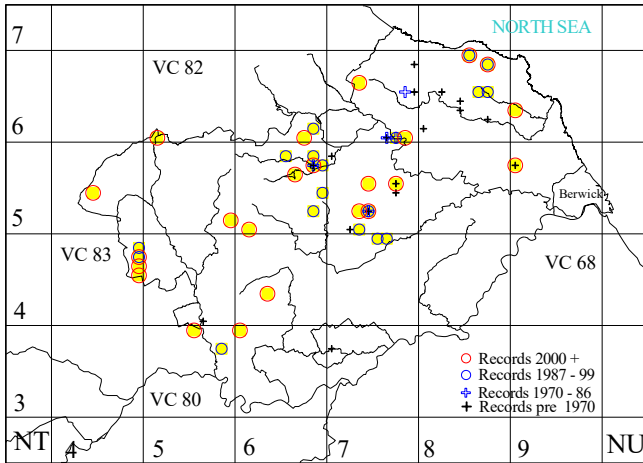 NORTH SEA
7
VC 82
6
Berwick
5
VC 83
VC 68
4
Records 2000 +
Records 1987 - 99
VC 80
Records 1970 - 86
Records pre 1970
3
NT 4 5 6 7 8 9 NU